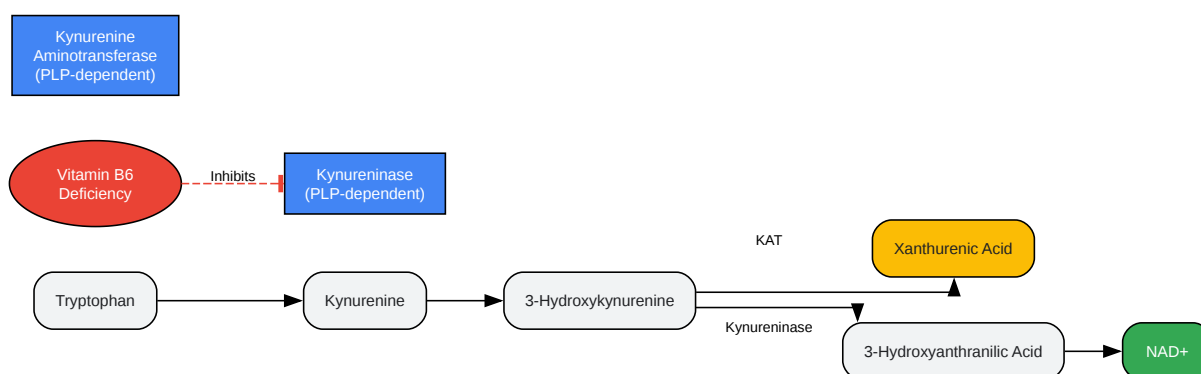 Kynurenine
Aminotransferase
(PLP-dependent)
Vitamin B6
Deficiency
Inhibits
Kynureninase
(PLP-dependent)
KAT
Xanthurenic Acid
Tryptophan
Kynurenine
3-Hydroxykynurenine
Kynureninase
3-Hydroxyanthranilic Acid
NAD+